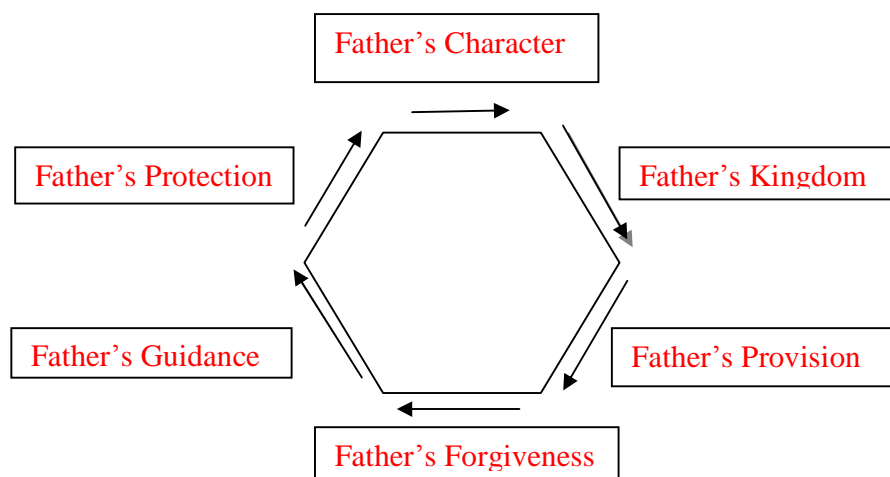 Father’s Character
Father’s Protection
Father’s Kingdom
Father’s Guidance
Father’s Provision
Father’s Forgiveness